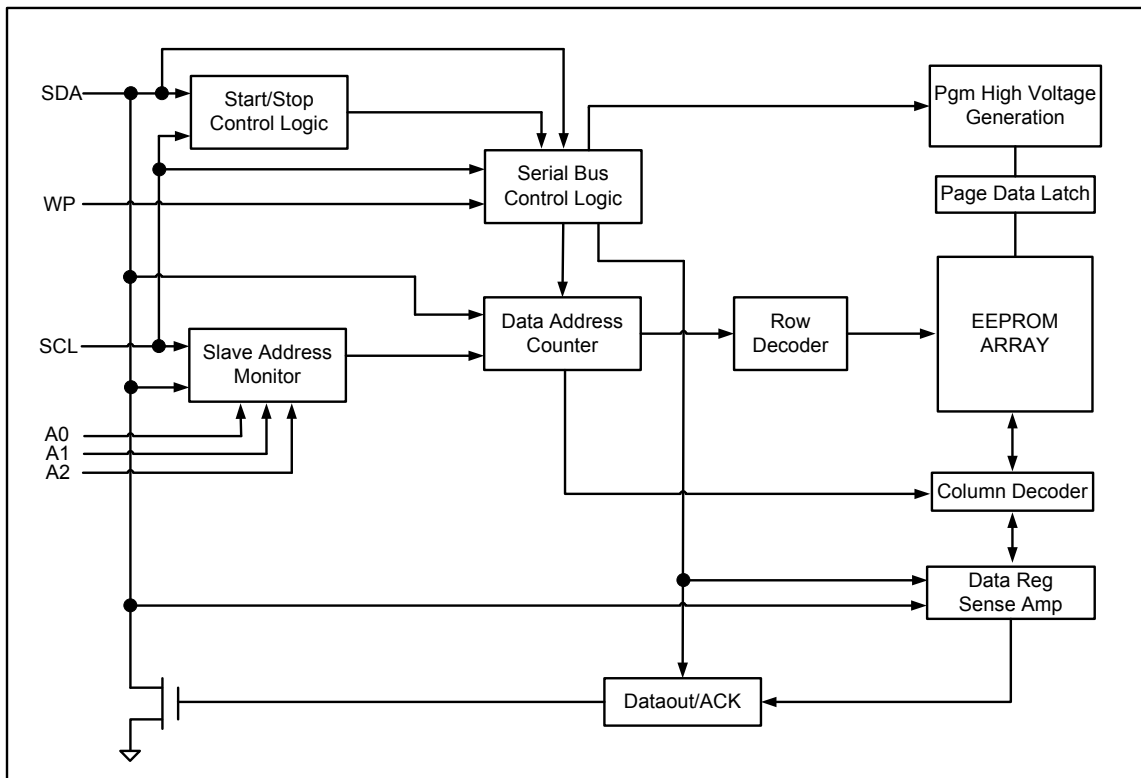 SDA
Start/Stop
Control Logic
Pgm High Voltage
Generation
Serial Bus
Control Logic
WP
Page Data Latch
Data Address
Counter
Row
Decoder
EEPROM
ARRAY
SCL
Slave Address
Monitor
A0
A1
A2
Column Decoder
Data Reg
Sense Amp
Dataout/ACK